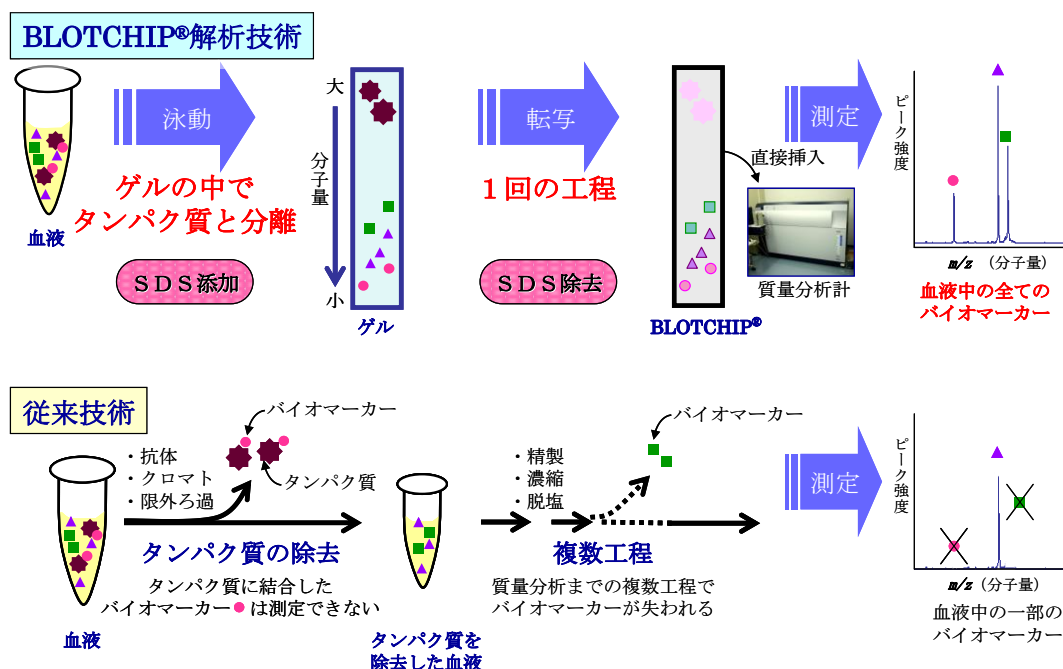 BLOTCHIP®解析技術
泳動
ゲルの中で
タンパク質と分離
SDS添加
血液
大
分子量
小
ゲル
転写
1回の工程
SDS除去
BLOTCHIP®
直接挿入
質量分析計
測定
ピーク強度
m/z （分子量）
血液中の全ての
バイオマーカー
従来技術
血液
・抗体
・クロマト
・限外ろ過
バイオマーカー
タンパク質
タンパク質の除去
タンパク質に結合した
バイオマーカー●は測定できない
タンパク質を
除去した血液
・精製
・濃縮
・脱塩
バイオマーカー
複数工程
質量分析までの複数工程で
バイオマーカーが失われる
測定
ピーク強度
m/z （分子量）
血液中の一部の
バイオマーカー